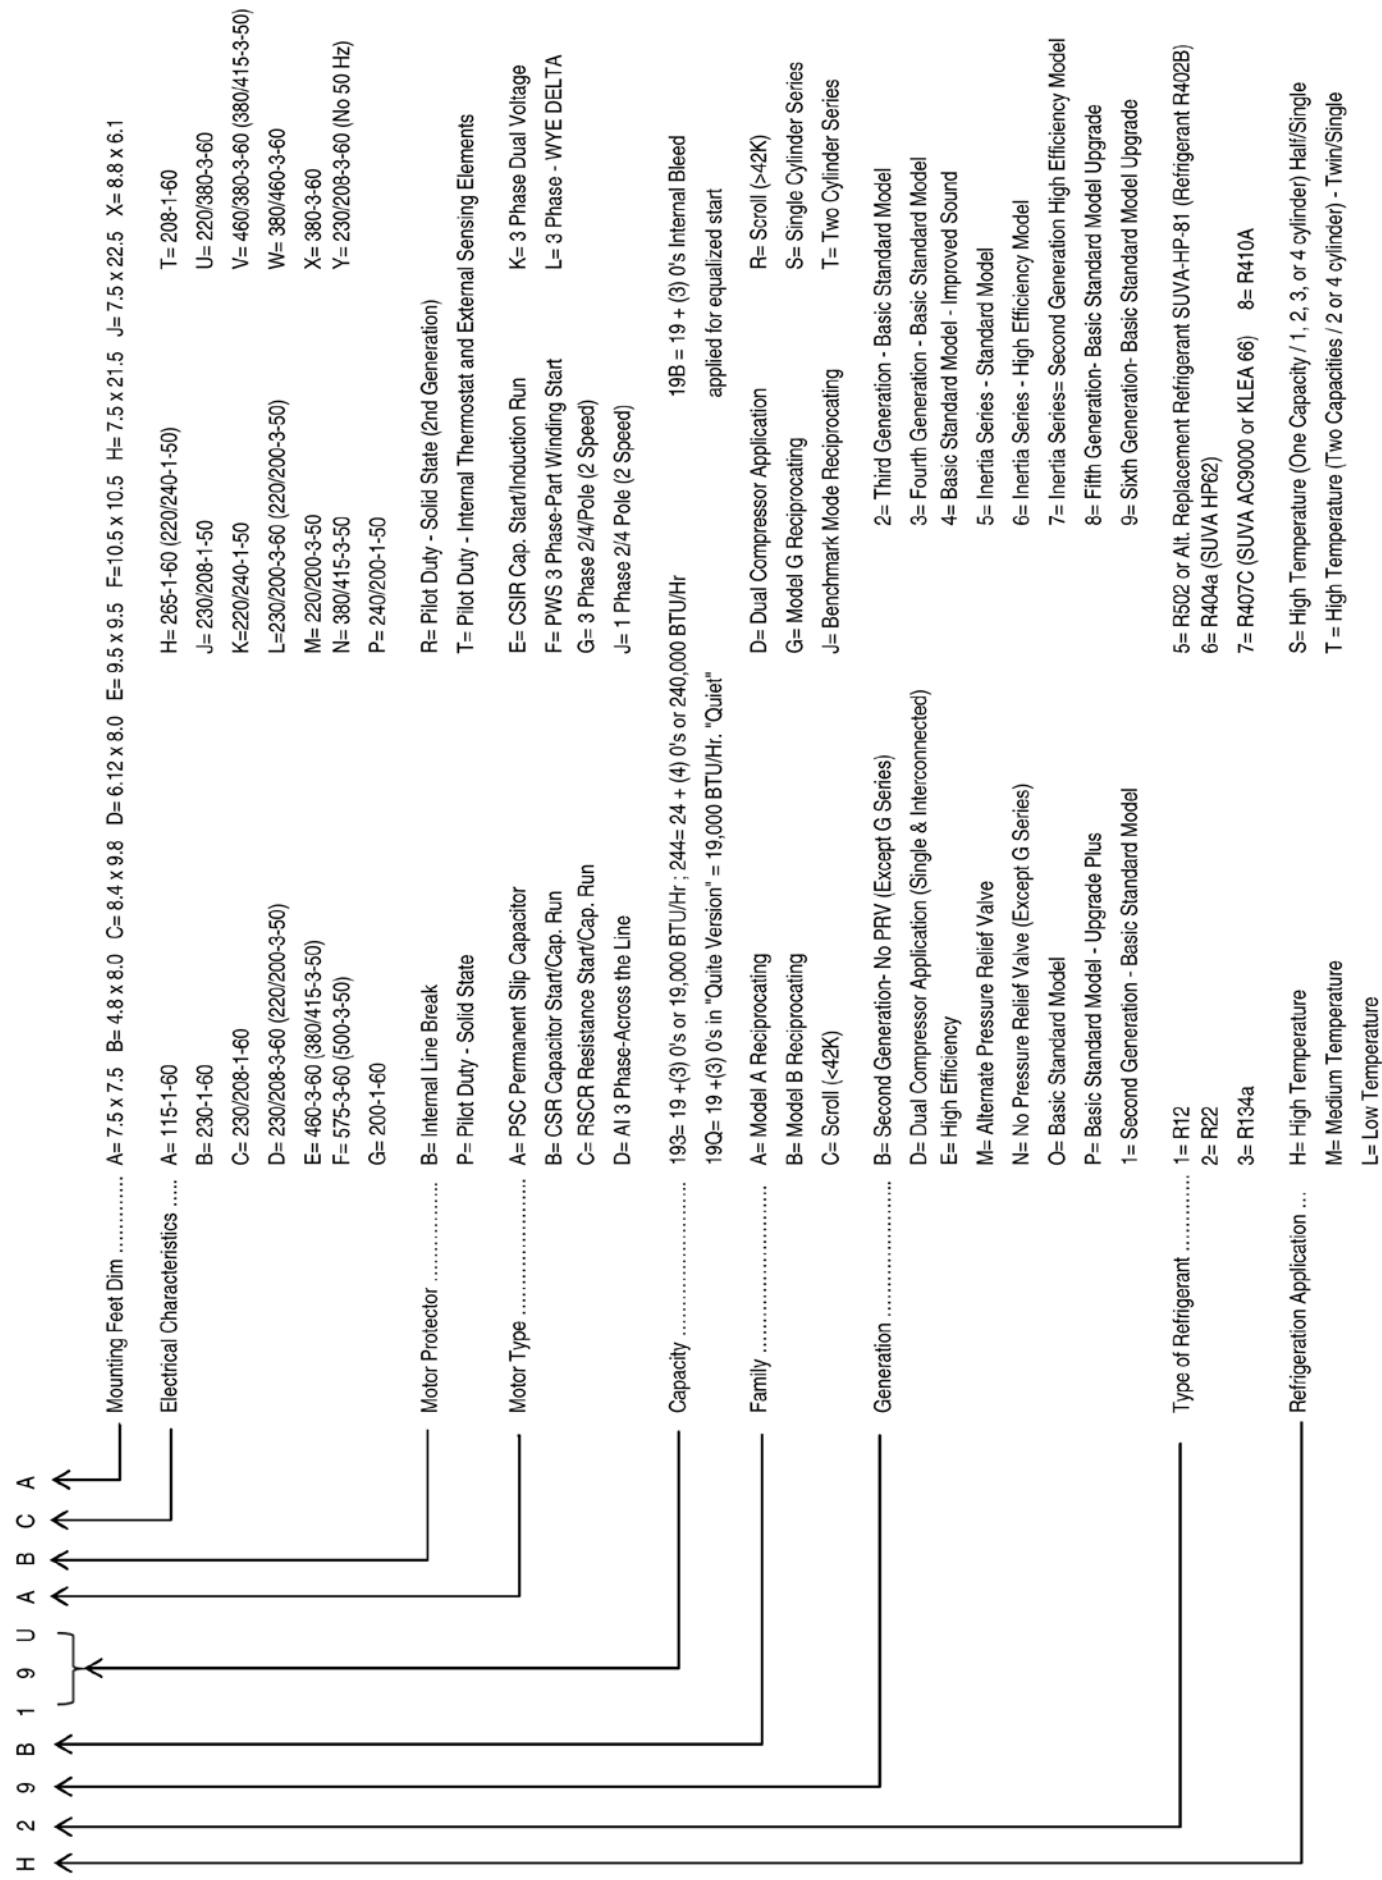 H 2 9 B 1 9 U A B C A
Mounting Feet Dim ............. A= 7.5 x 7.5 B= 4.8 x 8.0 C= 8.4 x 9.8 D= 6.12 x 8.0 E= 9.5 x 9.5 F=10.5 x 10.5 H= 7.5 x 21.5 J= 7.5 x 22.5 X= 8.8 x 6.1
Electrical Characteristics ..... A= 115-1-60 H= 265-1-60 (220/240-1-50) T= 208-1-60
B= 230-1-60 J= 230/208-1-50 U= 220/380-3-60
C= 230/208-1-60 K=220/240-1-50 V= 460/380-3-60 (380/415-3-50)
D= 230/208-3-60 (220/200-3-50) L=230/200-3-60 (220/200-3-50) W= 380/460-3-60
E= 460-3-60 (380/415-3-50) M= 220/200-3-50 X= 380-3-60
F= 575-3-60 (500-3-50) N= 380/415-3-50 Y= 230/208-3-60 (No 50 Hz)
G= 200-1-60 P= 240/200-1-50
Motor Protector ................ B= Internal Line Break R= Pilot Duty - Solid State (2nd Generation)
P= Pilot Duty - Solid State T= Pilot Duty - Internal Thermostat and External Sensing Elements
Motor Type ...................... A= PSC Permanent Slip Capacitor E= CSIR Cap. Start/Induction Run K= 3 Phase Dual Voltage
B= CSR Capacitor Start/Cap. Run F= PWS 3 Phase-Part Winding Start L= 3 Phase - WYE DELTA
C= RSCR Resistance Start/Cap. Run G= 3 Phase 2/4/Pole (2 Speed)
D= Al 3 Phase-Across the Line J= 1 Phase 2/4 Pole (2 Speed)
Capacity .......................... 193= 19 +(3) 0's or 19,000 BTU/Hr ; 244= 24 + (4) 0's or 240,000 BTU/Hr 19B = 19 + (3) 0's Internal Bleed
19Q= 19 +(3) 0's in "Quite Version" = 19,000 BTU/Hr. "Quiet" applied for equalized start
Family ............................ A= Model A Reciprocating D= Dual Compressor Application R= Scroll (>42K)
B= Model B Reciprocating G= Model G Reciprocating S= Single Cylinder Series
C= Scroll (<42K) J= Benchmark Mode Reciprocating T= Two Cylinder Series
Generation ...................... B= Second Generation- No PRV (Except G Series) 2= Third Generation - Basic Standard Model
D= Dual Compressor Application (Single & Interconnected) 3= Fourth Generation - Basic Sndard Model
E= High Efficiency 4= Basic Standard Model - Improved Sound
M= Alternate Pressure Relief Valve 5= Inertia Series - Standard Model
N= No Pressure Relief Valve (Except G Series) 6= Inertia Series - High Efficiency Model
O= Basic Standard Model 7= Inertia Series= Second Generation High Efficiency Model
P= Basic Standard Model - Upgrade Plus 8= Fifth Generation- Basic Standard Model Upgrade
1= Second Generation - Basic Standard Model 9= Sixth Generation- Basic Standard Model Upgrade
Type of Refrigerant ............. 1= R12 5= R502 or Alt. Replacement Refrigerant SUVA-HP-81 (Refrigerant R402B)
2= R22 6= R404a (SUVA HP62)
3= R134a 7= R407C (SUVA AC9000 or KLEA 66) 8= R410A
Refrigeration Application ... H= High Temperature S= High Temperature (One Capacity / 1, 2, 3, or 4 cylinder) Half/Single
M= Medium Temperature T = High Temperature (Two Capacities / 2 or 4 cylinder) - Twin/Single
L= Low Temperature